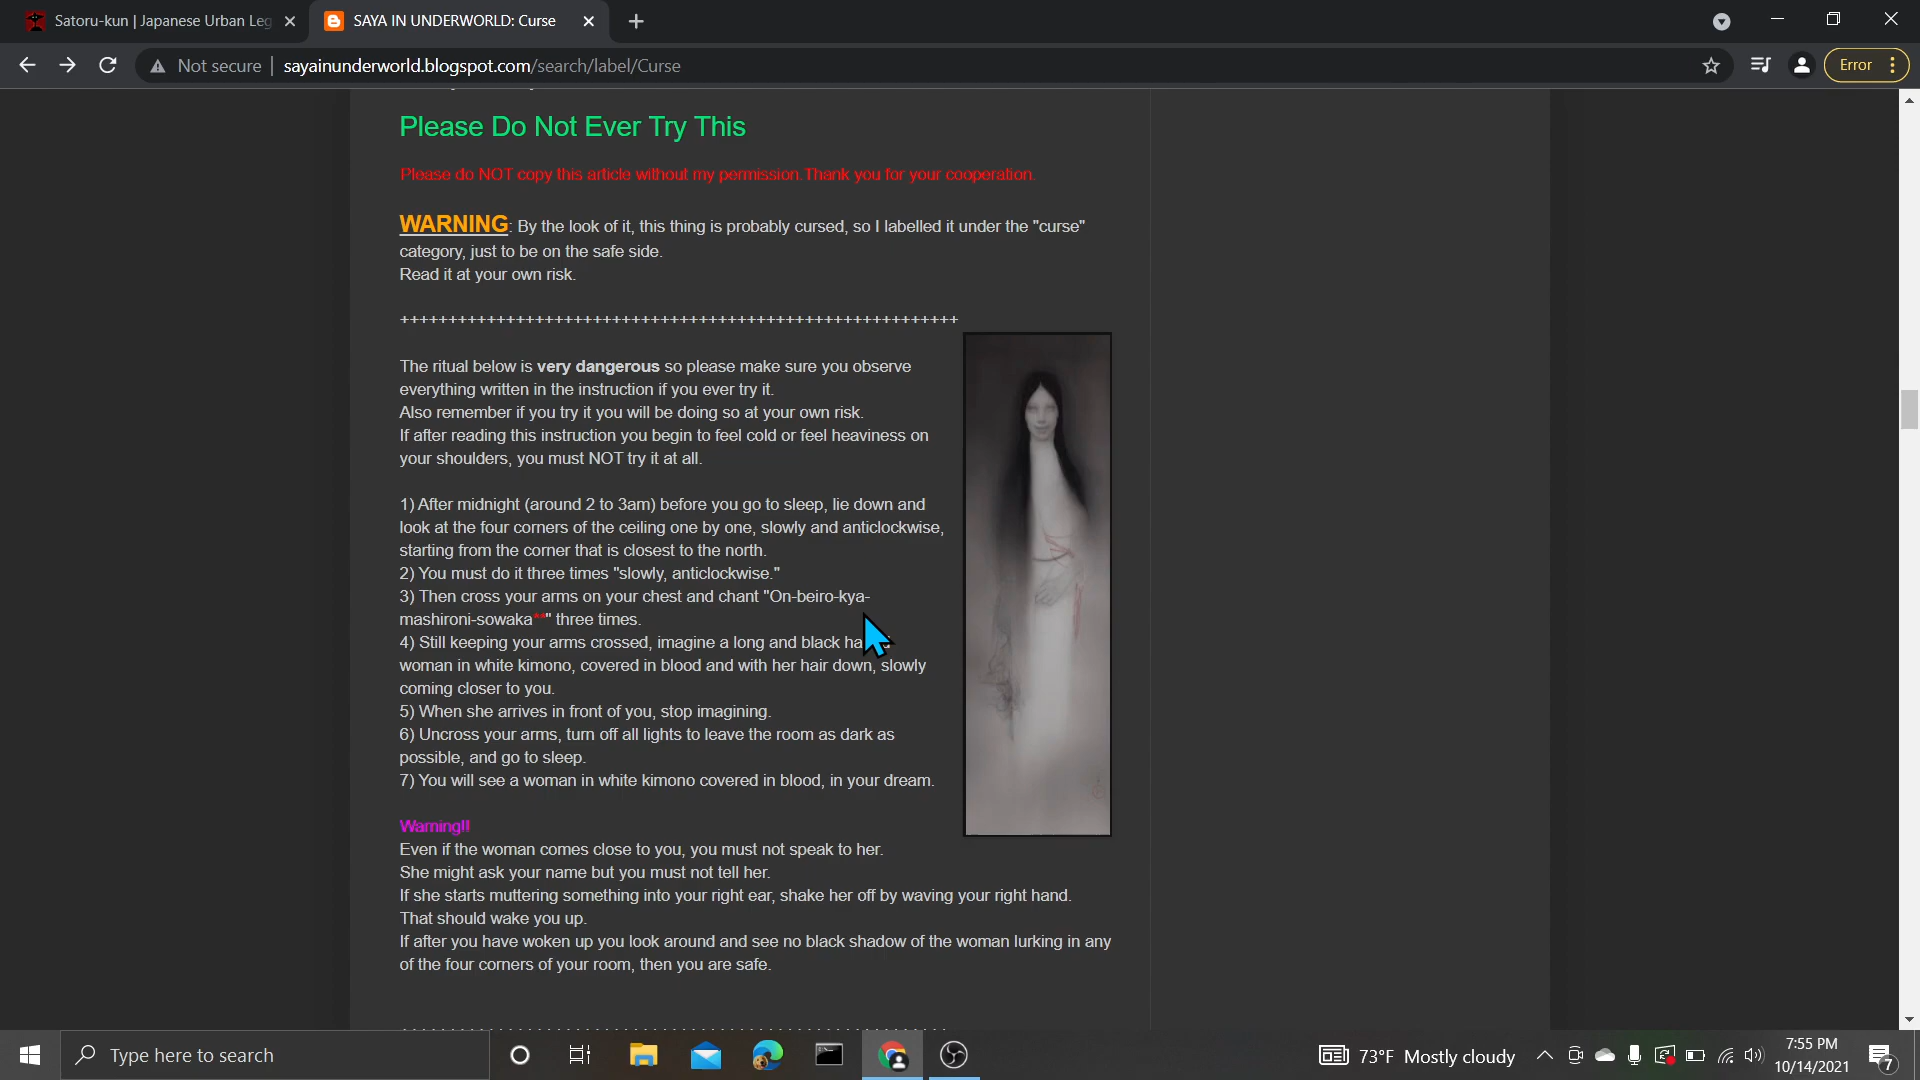 Satoru-kun | Japanese Urban Leg
SAYA IN UNDERWORLD: Curse
Not secure
sayainunderworld.blogspot.com/search/label/Curse
Error
Please Do Not Ever Try This
Please do NOT copy this article without my permission.Thank you for your cooperation.
WARNING: By the look of it, this thing is probably cursed, so I labelled it under the "curse"
category, just to be on the safe side.
Read it at your own risk.
++++++++++++++++++++++++++++++++++++++++++++++++++++++++++
The ritual below is very dangerous so please make sure you observe
everything written in the instruction if you ever try it.
Also remember if you try it you will be doing so at your own risk.
If after reading this instruction you begin to feel cold or feel heaviness on
your shoulders, you must NOT try it at all.
1) After midnight (around 2 to 3am) before you go to sleep, lie down and
look at the four corners of the ceiling one by one, slowly and anticlockwise,
starting from the corner that is closest to the north.
2) You must do it three times "slowly, anticlockwise."
3) Then cross your arms on your chest and chant "On-beiro-kya-
mashironi-sowaka**" three times.
4) Still keeping your arms crossed, imagine a long and black
woman in white kimono, covered in blood and with her hair down, slowly
coming closer to you.
5) When she arrives in front of you, stop imagining.
6) Uncross your arms, turn off all lights to leave the room as dark as
possible, and go to sleep.
7) You will see a woman in white kimono covered in blood, in your dream.
Warning!!
Even if the woman comes close to you, you must not speak to her.
She might ask your name but you must not tell her.
If she starts muttering something into your right ear, shake her off by waving your right hand.
That should wake you up.
If after you have woken up you look around and see no black shadow of the woman lurking in any
of the four corners of your room, then you are safe.
Type here to search
73°F Mostly cloudy
7:55 PM
10/14/2021
7